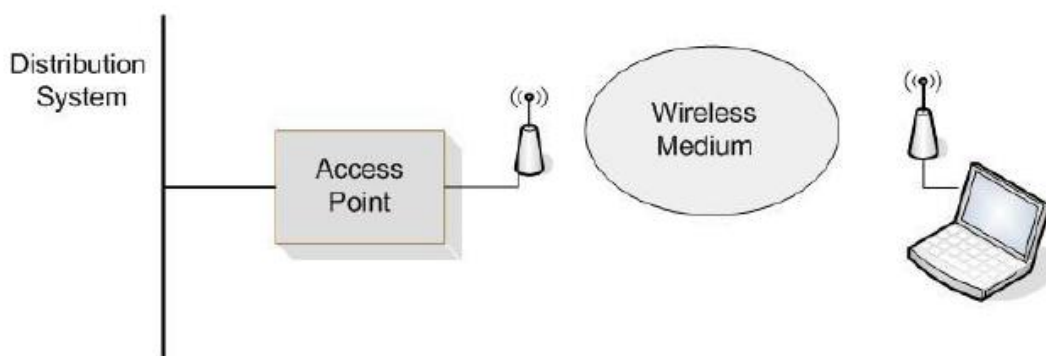 Distribution
System
Access
Point
Wireless
Medium